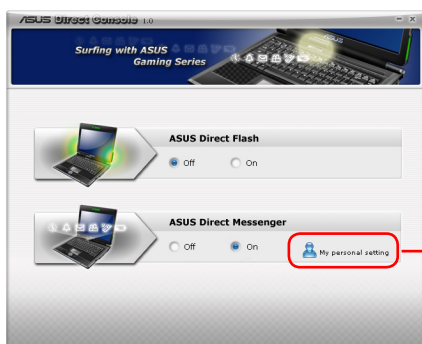 ASUS Direct Console 1.0
Surfing with ASUS
Gaming Series
ASUS Direct Flash
Off On
ASUS Direct Messenger
Off On My personal setting